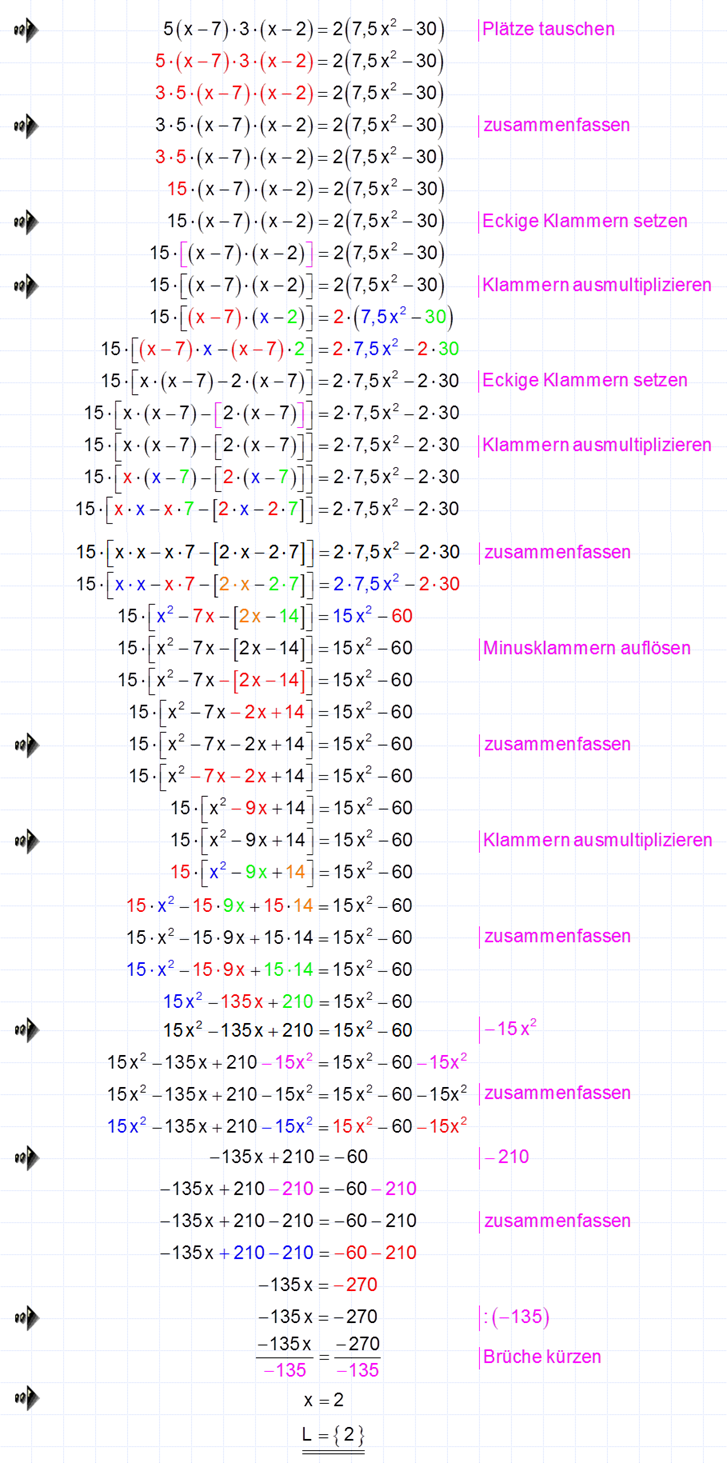 5(x − 7)·3·(x − 2) = 2(7,5x² − 30) |Plätze tauschen
5·(x − 7)·3·(x − 2) = 2(7,5x² − 30)
3·5·(x − 7)·(x − 2) = 2(7,5x² − 30)
3·5·(x − 7)·(x − 2) = 2(7,5x² − 30) |zusammenfassen
3·5·(x − 7)·(x − 2) = 2(7,5x² − 30)
15·(x − 7)·(x − 2) = 2(7,5x² − 30)
15·(x − 7)·(x − 2) = 2(7,5x² − 30) |Eckige Klammern setzen
15·[(x − 7)·(x − 2)] = 2(7,5x² − 30)
15·[(x − 7)·(x − 2)] = 2(7,5x² − 30) |Klammern ausmultiplizieren
15·[(x − 7)·(x − 2)] = 2·(7,5x² − 30)
15·[(x − 7)·x − (x − 7)·2] = 2·7,5x² − 2·30
15·[x·(x − 7) − 2·(x − 7)] = 2·7,5x² − 2·30 |Eckige Klammern setzen
15·[x·(x − 7) − [2·(x − 7)]] = 2·7,5x² − 2·30
15·[x·(x − 7) − [2·(x − 7)]] = 2·7,5x² − 2·30 |Klammern ausmultiplizieren
15·[x·(x − 7) − [2·(x − 7)]] = 2·7,5x² − 2·30
15·[x·x − x·7 − [2·x − 2·7]] = 2·7,5x² − 2·30
15·[x·x − x·7 − [2·x − 2·7]] = 2·7,5x² − 2·30 |zusammenfassen
15·[x·x − x·7 − [2·x − 2·7]] = 2·7,5x² − 2·30
15·[x² − 7x − [2x − 14]] = 15x² − 60
15·[x² − 7x − [2x − 14]] = 15x² − 60 |Minusklammern auflösen
15·[x² − 7x − [2x − 14]] = 15x² − 60
15·[x² − 7x − 2x + 14] = 15x² − 60
15·[x² − 7x − 2x + 14] = 15x² − 60 |zusammenfassen
15·[x² − 7x − 2x + 14] = 15x² − 60
15·[x² − 9x + 14] = 15x² − 60
15·[x² − 9x + 14] = 15x² − 60 |Klammern ausmultiplizieren
15·[x² − 9x + 14] = 15x² − 60
15·x² − 15·9x + 15·14 = 15x² − 60
15·x² − 15·9x + 15·14 = 15x² − 60 |zusammenfassen
15·x² − 15·9x + 15·14 = 15x² − 60
15x² − 135x + 210 = 15x² − 60
15x² − 135x + 210 = 15x² − 60 |−15x²
15x² − 135x + 210 − 15x² = 15x² − 60 − 15x²
15x² − 135x + 210 − 15x² = 15x² − 60 − 15x² |zusammenfassen
15x² − 135x + 210 − 15x² = 15x² − 60 − 15x²
−135x + 210 = −60 |−210
−135x + 210 − 210 = −60 − 210
−135x + 210 − 210 = −60 − 210 |zusammenfassen
−135x + 210 − 210 = −60 − 210
−135x = −270
−135x = −270 |:(−135)
−135x/−135 = −270/−135 |Brüche kürzen
x = 2
L = {2}